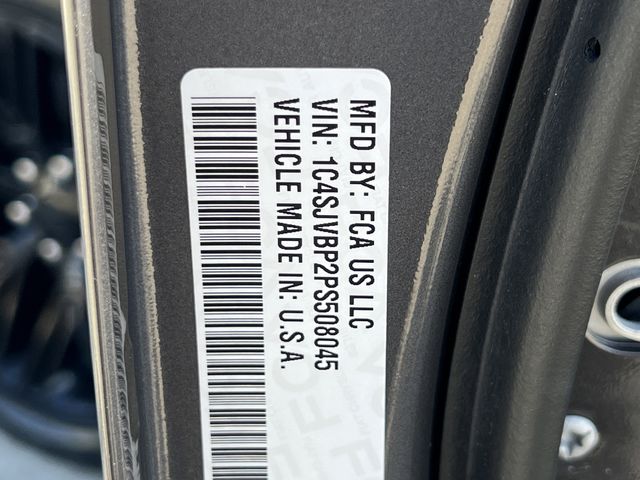 MFD BY: FCA US LLC
VIN: 1C4SJVBP2PS508045
VEHICLE MADE IN: U.S.A.